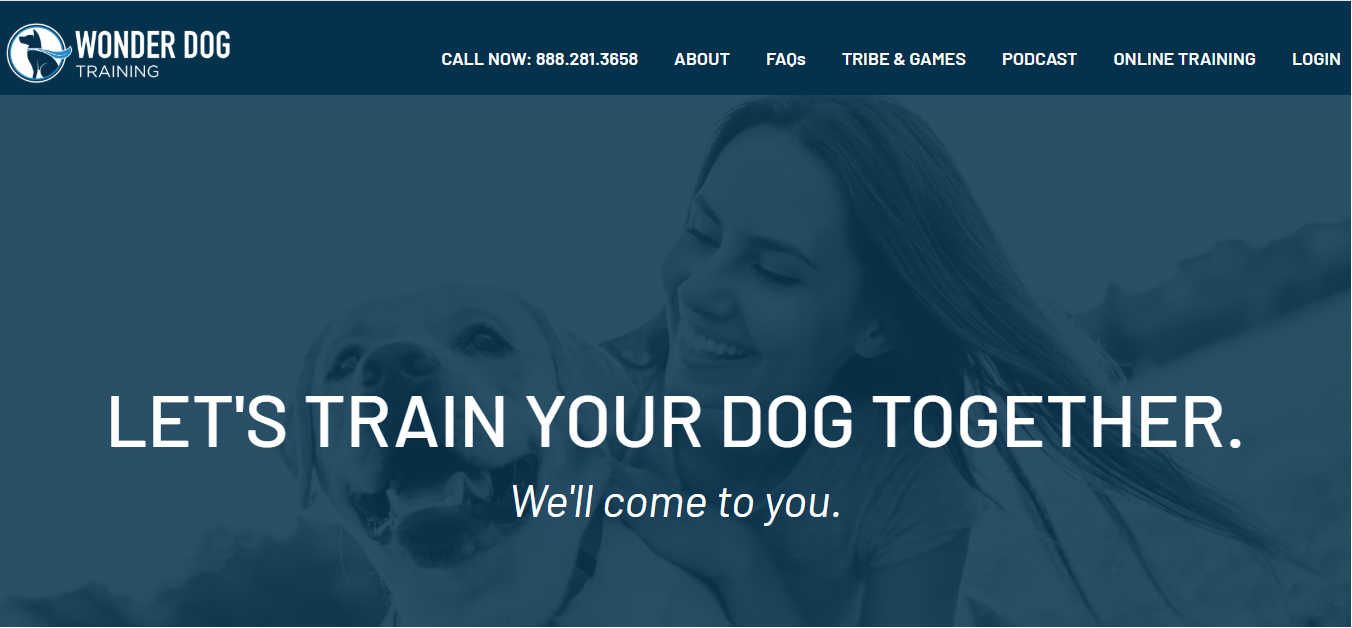 WONDER DOG
TRAINING
CALL NOW: 888.281.3658 ABOUT FAQs TRIBE & GAMES PODCAST ONLINE TRAINING LOGIN
LET'S TRAIN YOUR DOG TOGETHER.
We'll come to you.